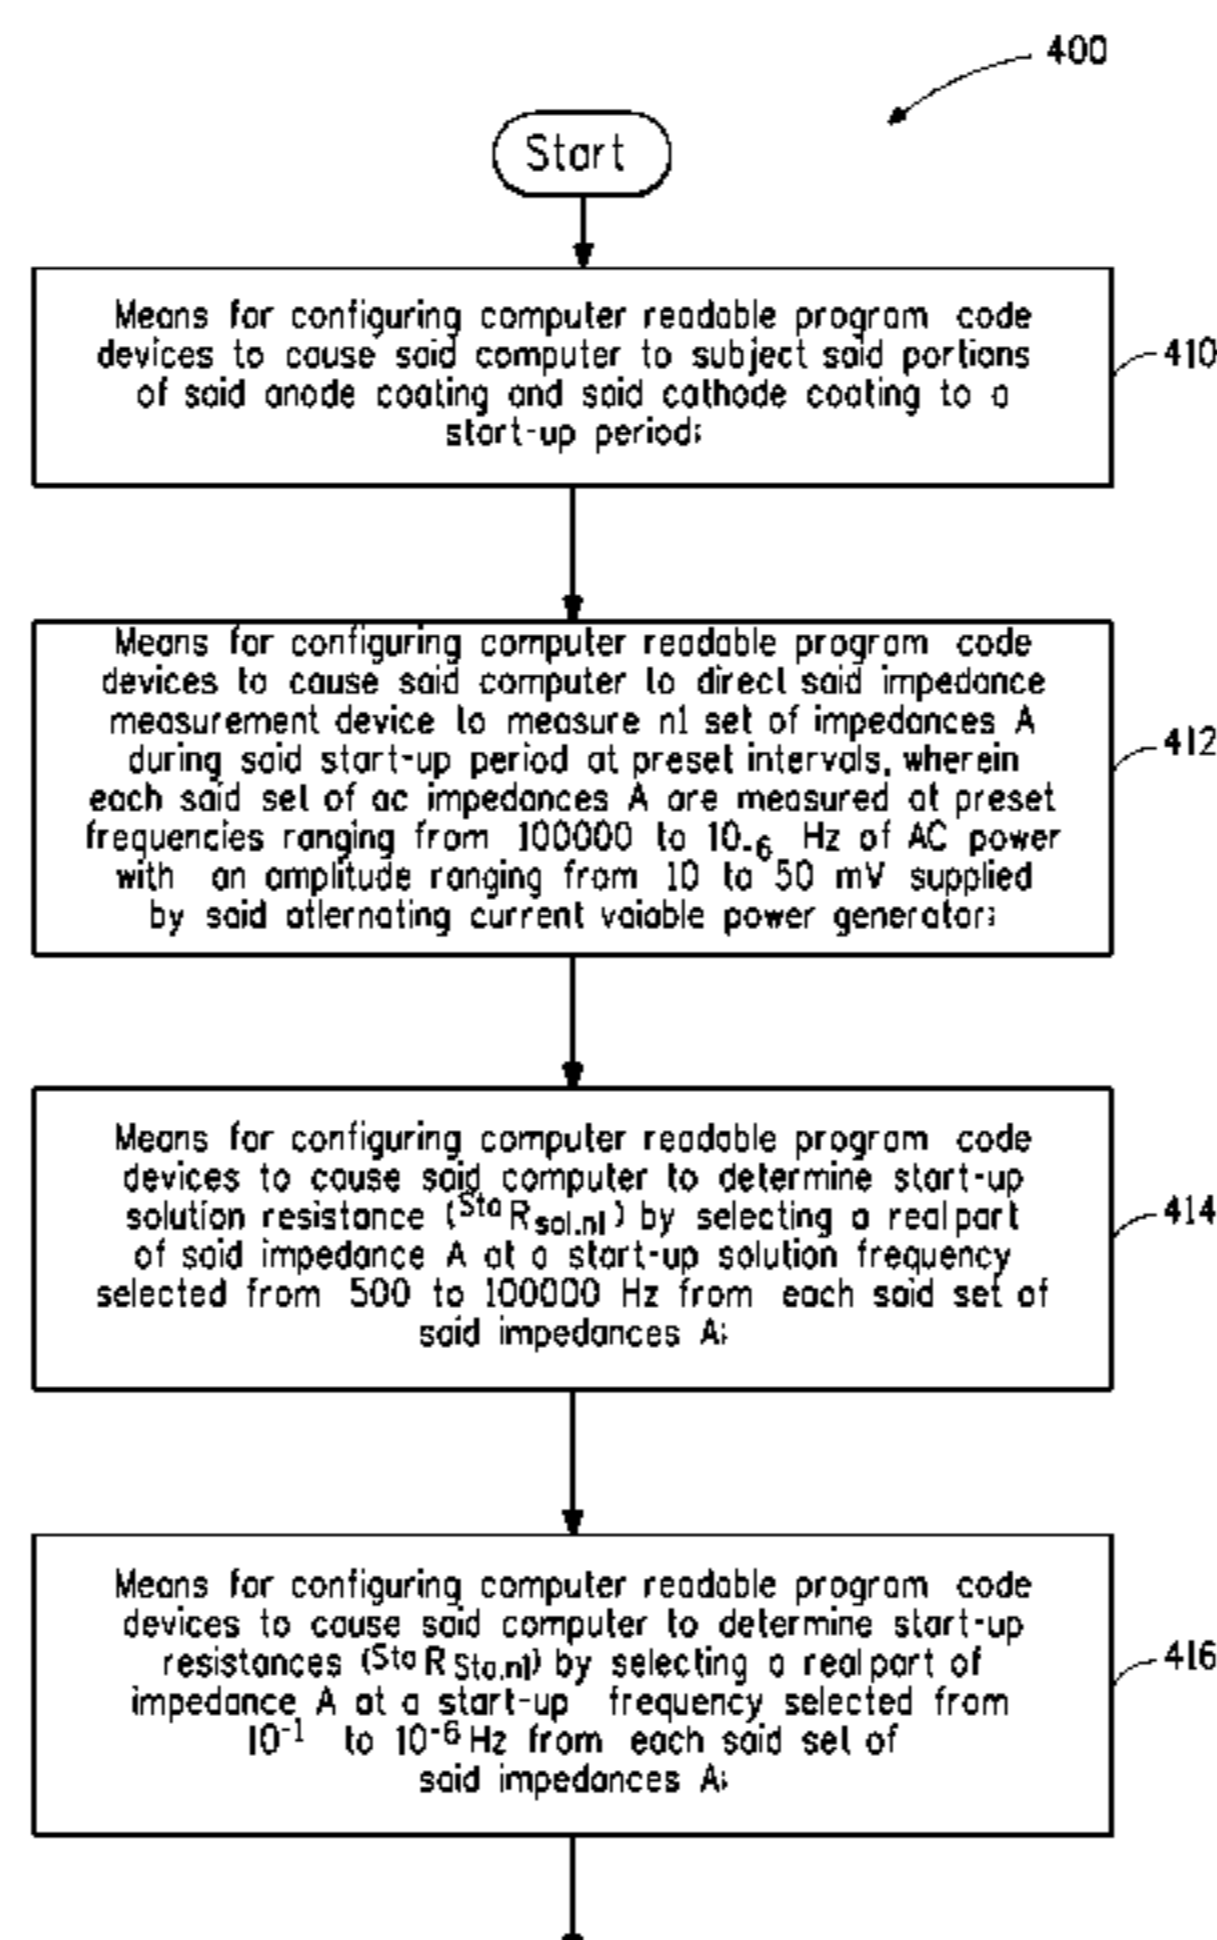 400
Start
Means for configuring computer readable program code
devices to cause said computer to subject said portions
of said anode coating and said cathode coating to a
start-up period;
410
Means for configuring computer readable program code
devices to cause said computer to direct said impedance
measurement device to measure n1 set of impedances A
during said start-up period at preset intervals, wherein
each said set of ac impedances A are measured at preset
frequencies ranging from 100000 to 10-6 Hz of AC power
with an amplitude ranging from 10 to 50 mV supplied
by said atlernating current vaiable power generator;
412
Means for configuring computer readable program code
devices to cause said computer to determine start-up
solution resistance (Sta R sol.n1) by selecting a real part
of said impedance A at a start-up solution frequency
selected from 500 to 100000 Hz from each said set of
said impedances A;
414
Means for configuring computer readable program code
devices to cause said computer to determine start-up
resistances (Sta R Sta.n1) by selecting a real part of
impedance A at a start-up frequency selected from
10-1 to 10-6 Hz from each said set of
said impedances A;
416